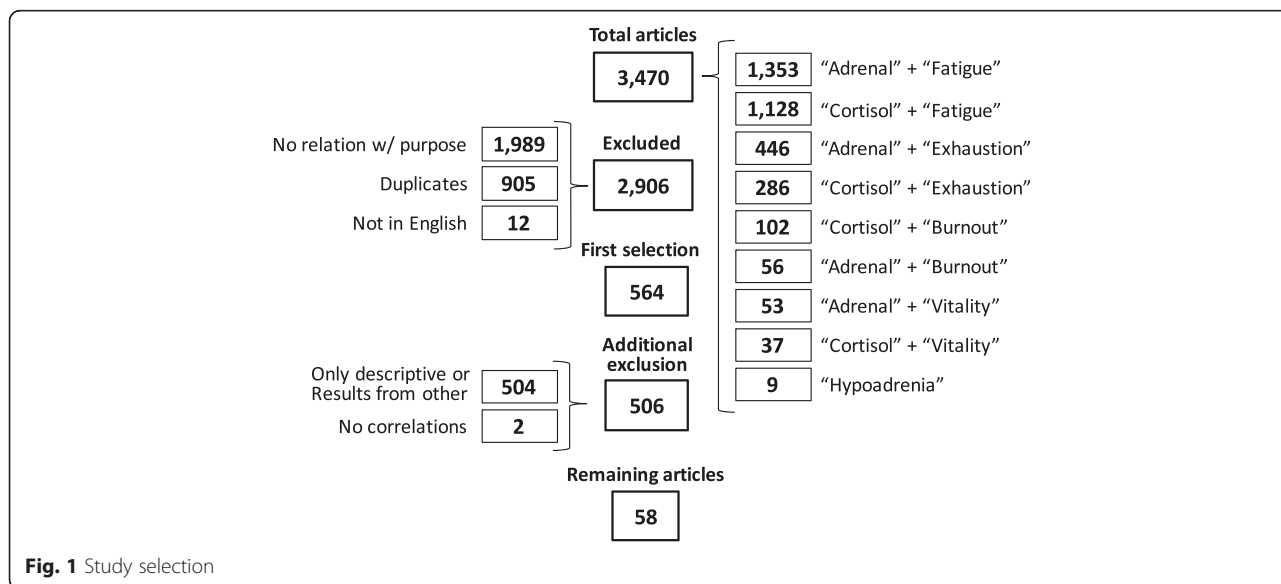 Total articles
3,470
1,353 “Adrenal” + “Fatigue”
1,128 “Cortisol” + “Fatigue”
446 “Adrenal” + “Exhaustion”
286 “Cortisol” + “Exhaustion”
102 “Cortisol” + “Burnout”
56 “Adrenal” + “Burnout”
53 “Adrenal” + “Vitality”
37 “Cortisol” + “Vitality”
9 “Hypoadrenia”
Excluded
2,906
No relation w/ purpose 1,989
Duplicates 905
Not in English 12
First selection
564
Additional
exclusion
506
Only descriptive or
Results from other
504
No correlations 2
Remaining articles
58
Fig. 1 Study selection